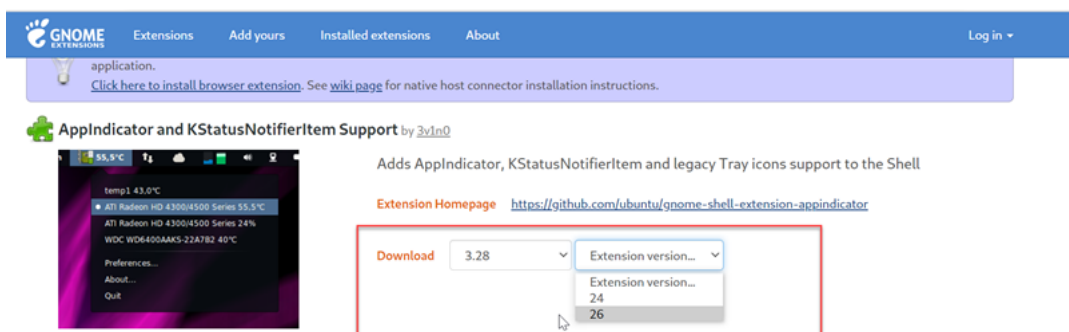 GNOME EXTENSIONS Extensions Add yours Installed extensions About Log in
application.
Click here to install browser extension. See wiki page for native host connector installation instructions.
AppIndicator and KStatusNotifierItem Support by 3v1n0
55,5°C
temp1 43.0°C
ATI Radeon HD 4300/4500 Series 55,5°C
ATI Radeon HD 4300/4500 Series 24%
WDC WD6400AAKS-22A7B2 40°C
Preferences...
About...
Quit
Adds AppIndicator, KStatusNotifierItem and legacy Tray icons support to the Shell
Extension Homepage https://github.com/ubuntu/gnome-shell-extension-appindicator
Download 3.28 Extension version...
Extension version...
24
26